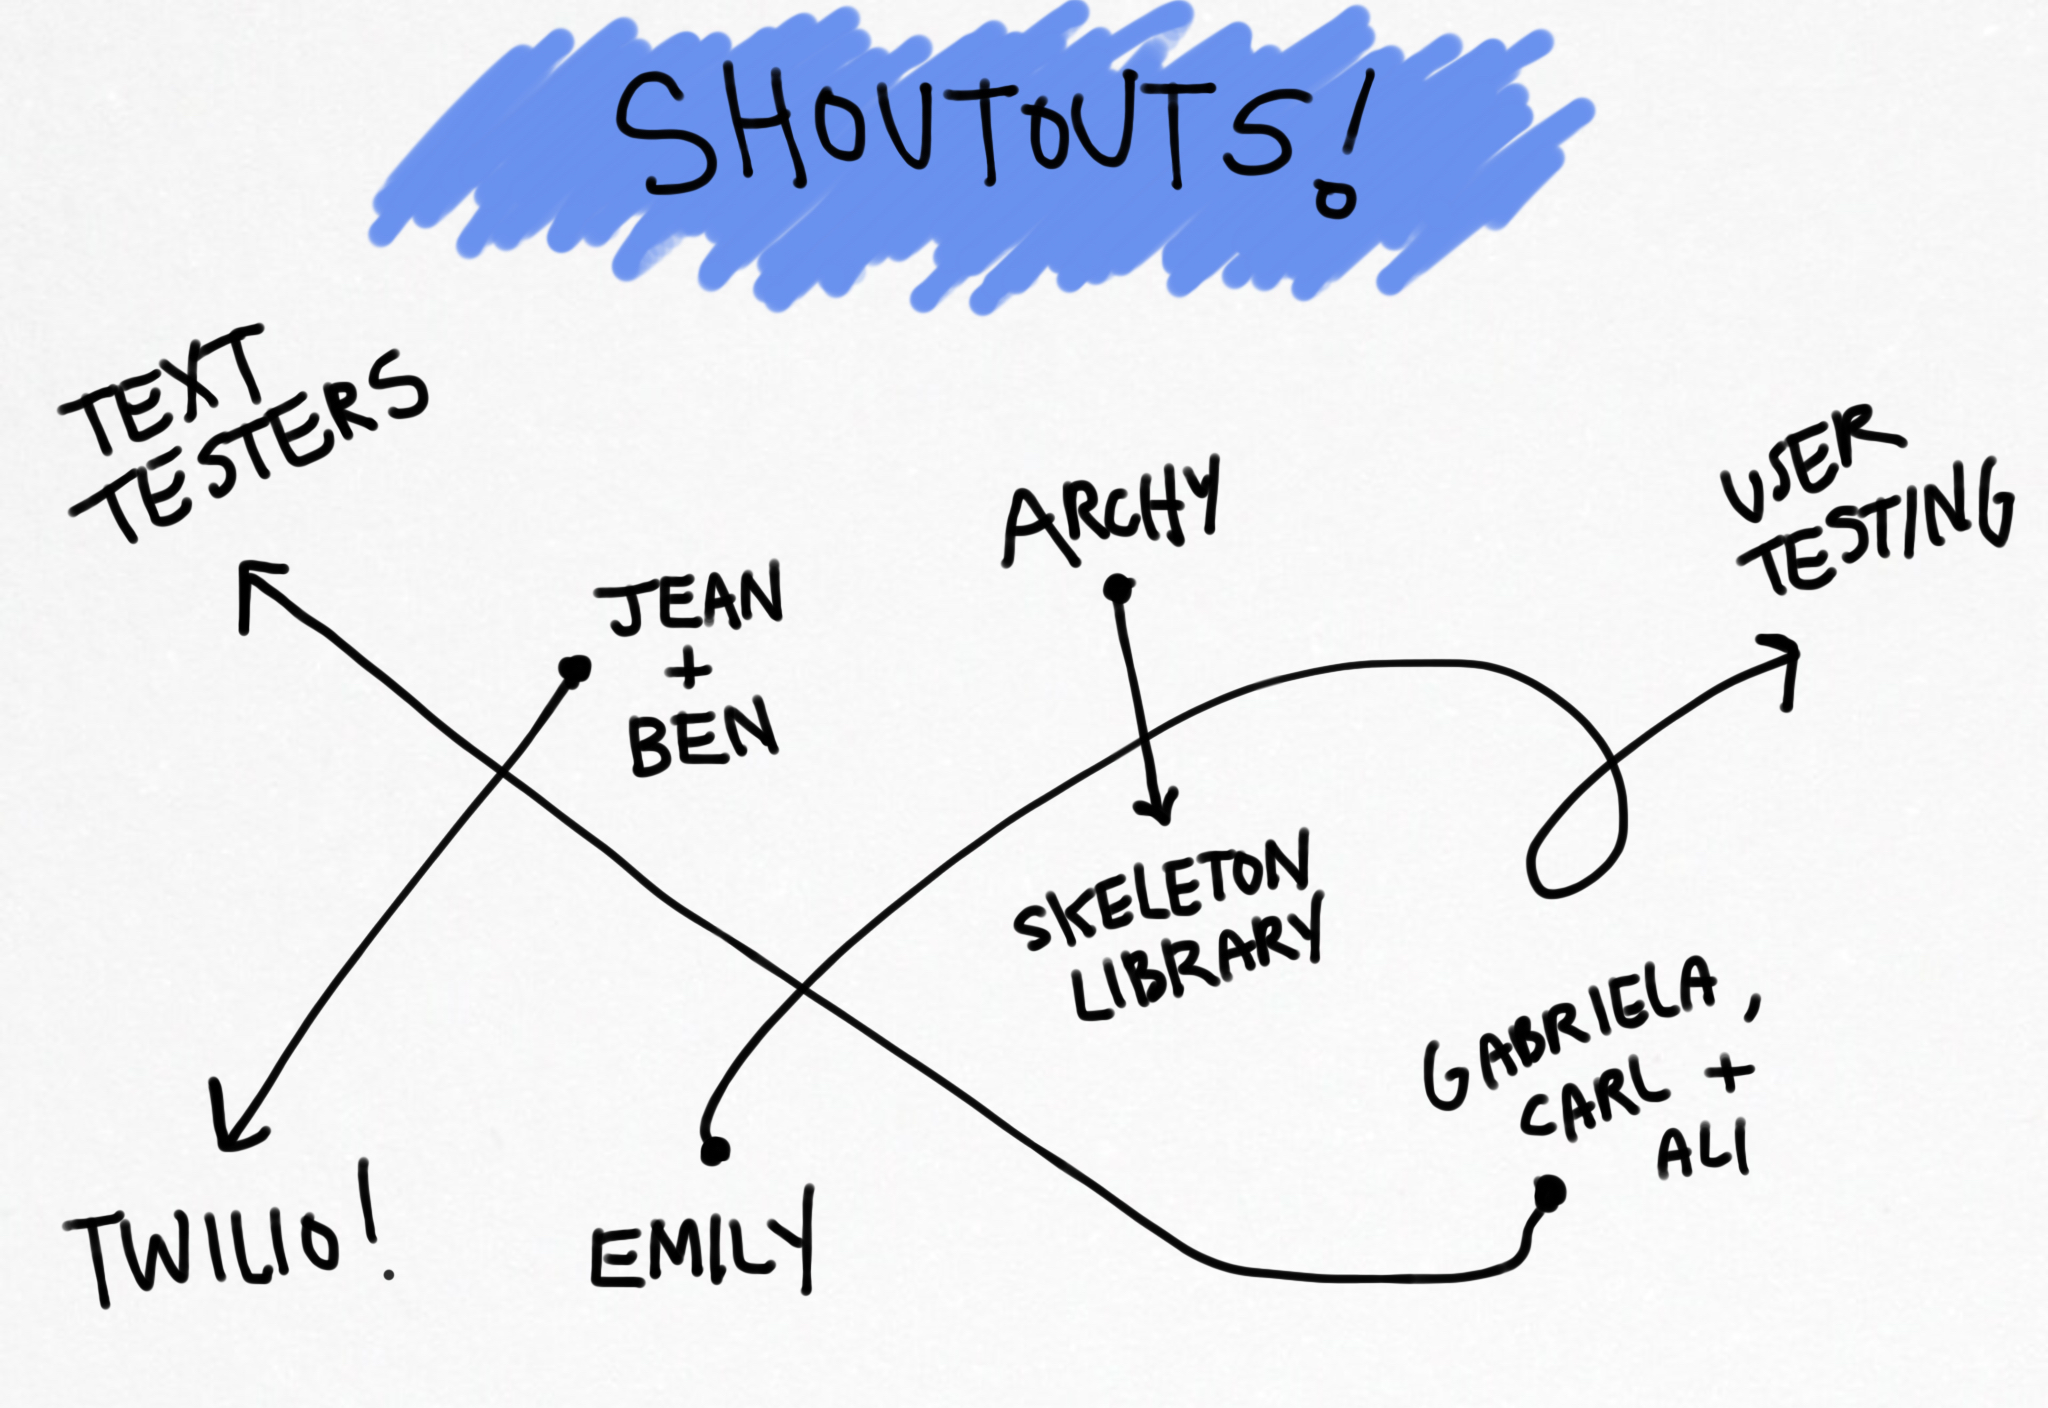 SHOUTOUTS!
TEXT
TESTERS
JEAN
+
BEN
ARCHY
USER
TESTING
SKELETON
LIBRARY
GABRIELA,
CARL +
ALI
TWILIO!
EMILY